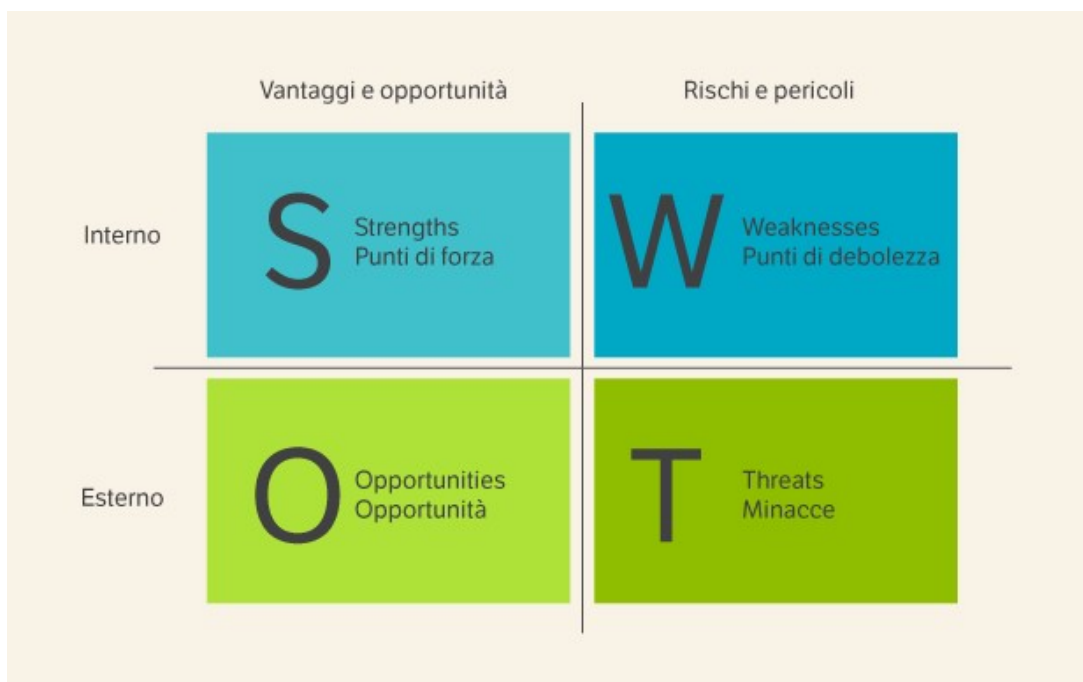 Vantaggi e opportunità
Rischi e pericoli
Interno
S
Strengths
Punti di forza
W
Weaknesses
Punti di debolezza
Esterno
O
Opportunities
Opportunità
T
Threats
Minacce